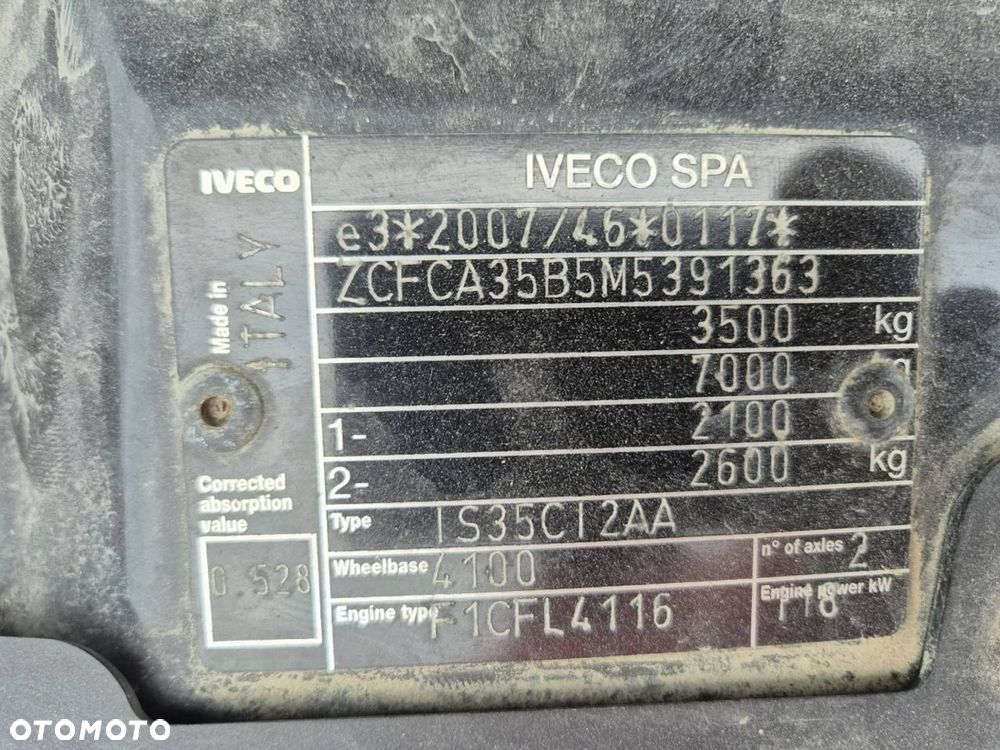 IVECO
IVECO SPA
Made in
ITALY
e3*2007/46*0117*
ZCFCA35B5M5391363
3500 kg
7000
1- 2100
2- 2600 kg
Corrected
absorption
value
0.528
Type IS35CI2AA
Wheelbase 4100
n° of axles 2
Engine type F1CFL4116
Engine power kW
OTOMOTO